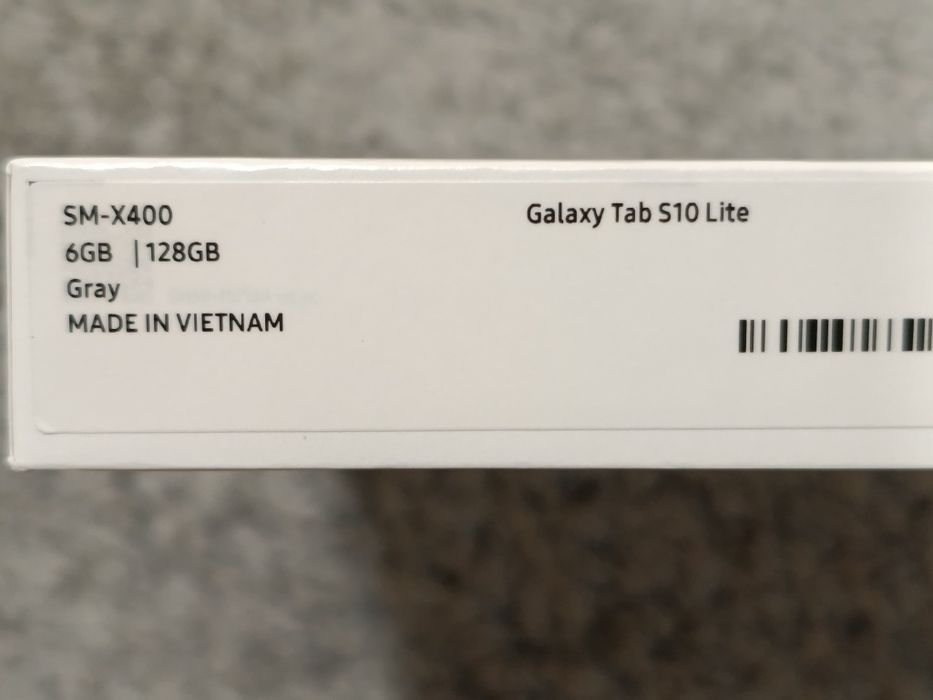 SM-X400
6GB | 128GB
Gray
MADE IN VIETNAM
Galaxy Tab S10 Lite